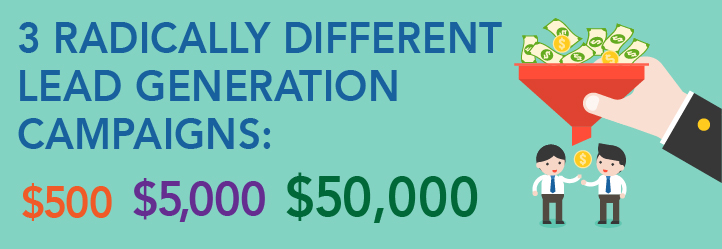 3 RADICALLY DIFFERENT
LEAD GENERATION
CAMPAIGNS:
$500 $5,000 $50,000